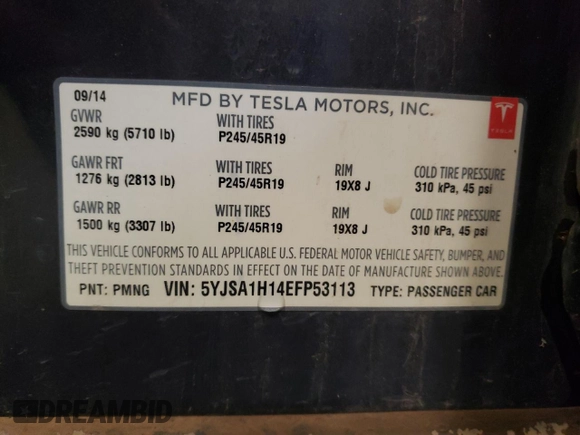 09/14 MFD BY TESLA MOTORS, INC.
TESLA
GVWR WITH TIRES
2590 kg (5710 lb) P245/45R19
GAWR FRT WITH TIRES RIM COLD TIRE PRESSURE
1276 kg (2813 lb) P245/45R19 19X8 J 310 kPa, 45 psi
GAWR RR WITH TIRES RIM COLD TIRE PRESSURE
1500 kg (3307 lb) P245/45R19 19X8 J 310 kPa, 45 psi
THIS VEHICLE CONFORMS TO ALL APPLICABLE U.S. FEDERAL MOTOR VEHICLE SAFETY, BUMPER, AND
THEFT PREVENTION STANDARDS IN EFFECT ON THE DATE OF MANUFACTURE SHOWN ABOVE.
PNT: PMNG VIN: 5YJSA1H14EFP53113 TYPE: PASSENGER CAR
DREAMBID